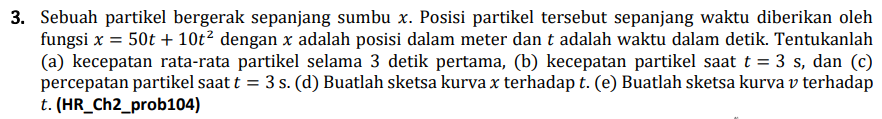 3. Sebuah partikel bergerak sepanjang sumbu x. Posisi partikel tersebut sepanjang waktu diberikan oleh
fungsi x = 50t + 10t² dengan x adalah posisi dalam meter dan t adalah waktu dalam detik. Tentukanlah
(a) kecepatan rata-rata partikel selama 3 detik pertama, (b) kecepatan partikel saat t = 3 s, dan (c)
percepatan partikel saat t = 3 s. (d) Buatlah sketsa kurva x terhadap t. (e) Buatlah sketsa kurva v terhadap
t. (HR_Ch2_prob104)